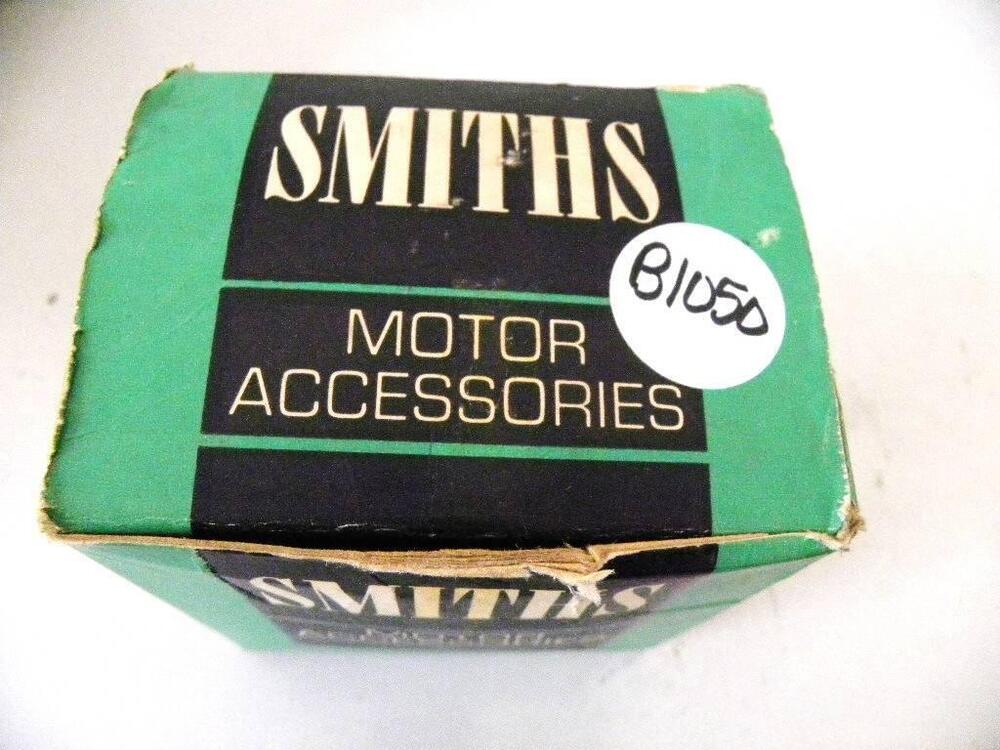 SMITHS
B1050
MOTOR
ACCESSORIES
SMITHS